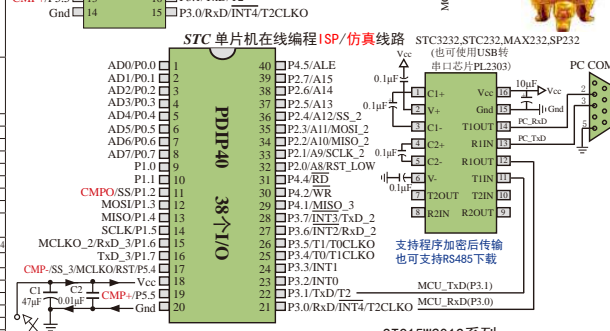 Gnd 14 15 P3.0/RxD/INT4/T2CLKO
STC 单片机在线编程ISP/仿真线路
STC3232,STC232,MAX232,SP232
(也可使用USB转
串口芯片PL2303)
PC COM
Vcc
0.1μF
0.1μF
0.1μF
0.1μF
10μF
Vcc
Gnd
PC_RxD
PC_TxD
2
3
5
1 C1+ Vcc 16
2 V+ Gnd 15
3 C1- T1OUT 14
4 C2+ R1IN 13
5 C2- R1OUT 12
6 V- T1IN 11
7 T2OUT T2IN 10
8 R2IN R2OUT 9
支持程序加密后传输
也可支持RS485下载
MCU_TxD(P3.1)
MCU_RxD(P3.0)
PDIP40 38个I/O
AD0/P0.0 1 40 P4.5/ALE
AD1/P0.1 2 39 P2.7/A15
AD2/P0.2 3 38 P2.6/A14
AD3/P0.3 4 37 P2.5/A13
AD4/P0.4 5 36 P2.4/A12/SS_2
AD5/P0.5 6 35 P2.3/A11/MOSI_2
AD6/P0.6 7 34 P2.2/A10/MISO_2
AD7/P0.7 8 33 P2.1/A9/SCLK_2
P1.0 9 32 P2.0/A8/RST_LOW
P1.1 10 31 P4.4/RD
CMPO/SS/P1.2 11 30 P4.2/WR
MOSI/P1.3 12 29 P4.1/MISO_3
MISO/P1.4 13 28 P3.7/INT3/TxD_2
SCLK/P1.5 14 27 P3.6/INT2/RxD_2
MCLKO_2/RxD_3/P1.6 15 26 P3.5/T1/T0CLKO
TxD_3/P1.7 16 25 P3.4/T0/T1CLKO
CMP-/SS_3/MCLKO/RST/P5.4 17 24 P3.3/INT1
Vcc 18 23 P3.2/INT0
CMP+/P5.5 19 22 P3.1/TxD/T2
Gnd 20 21 P3.0/RxD/INT4/T2CLKO
C1
47μF
C2
0.01μF